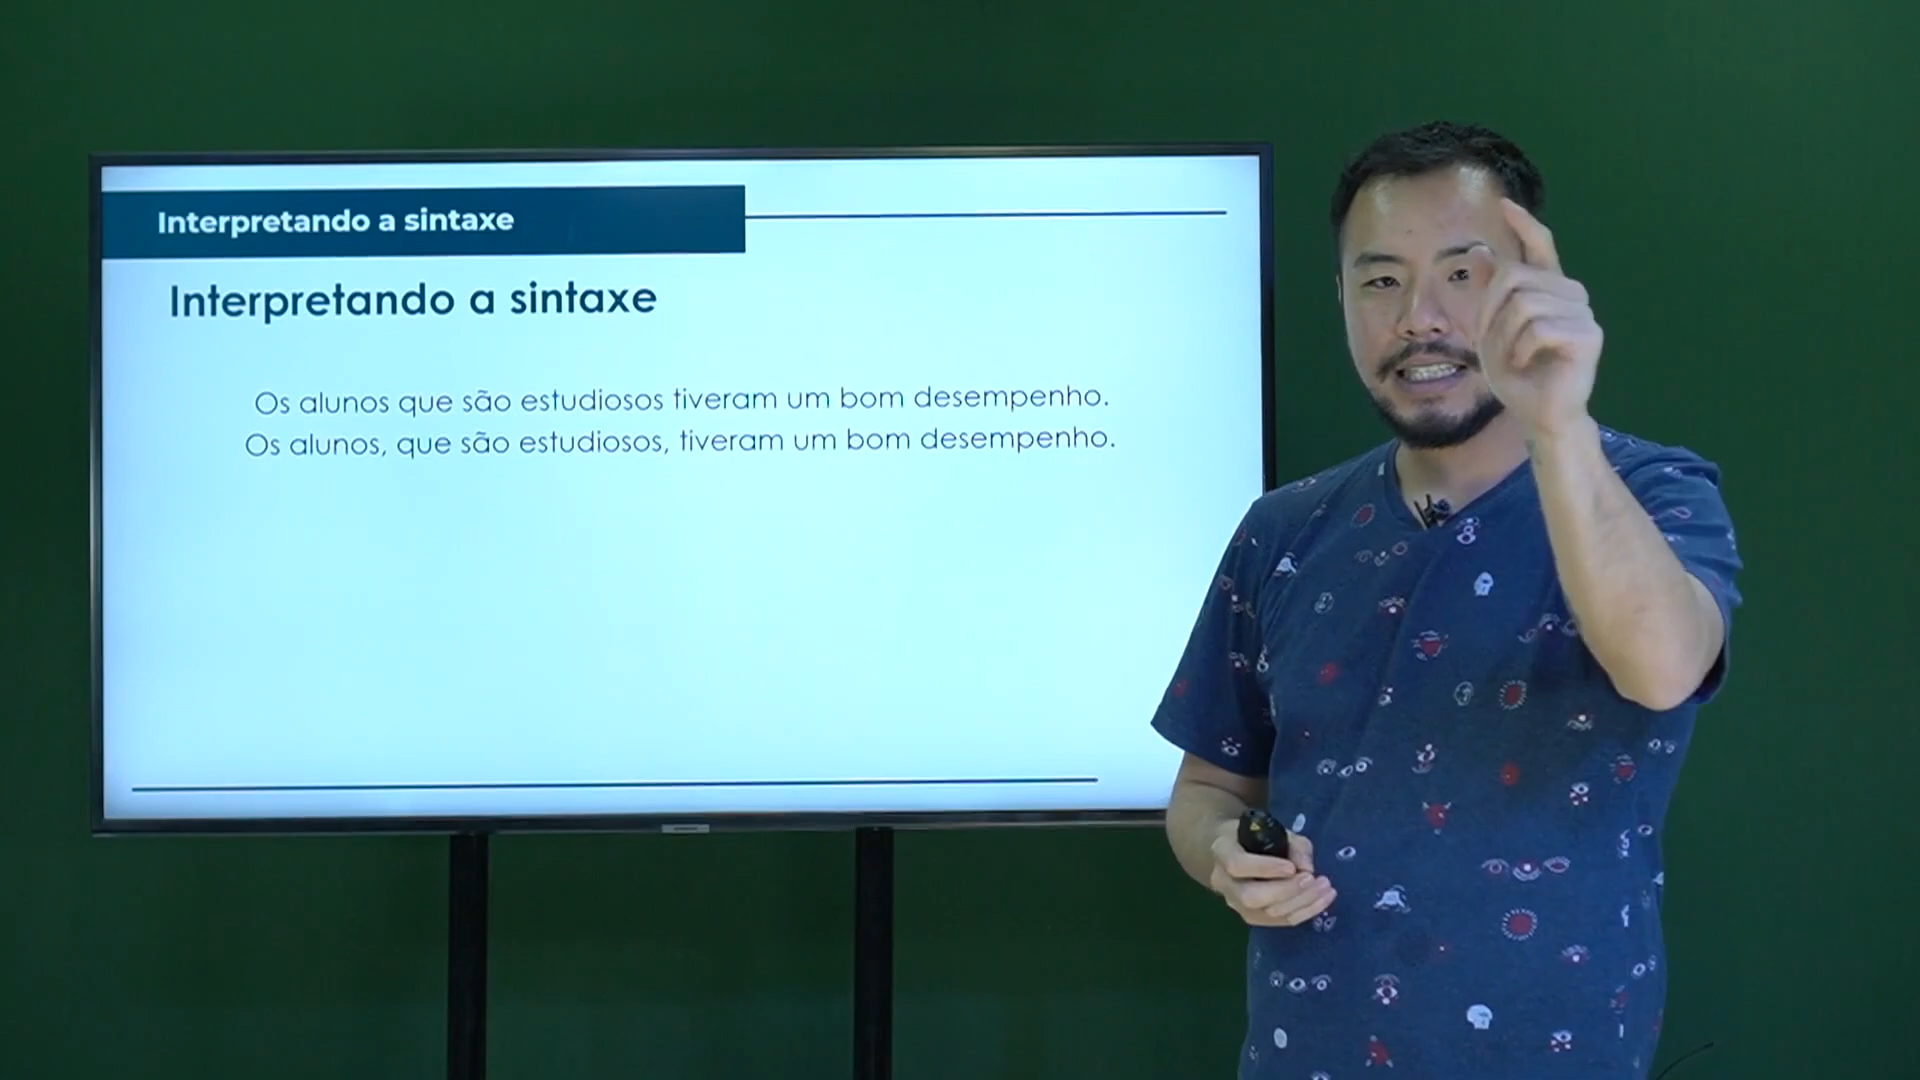 Interpretando a sintaxe
Interpretando a sintaxe
Os alunos que são estudiosos tiveram um bom desempenho.
Os alunos, que são estudiosos, tiveram um bom desempenho.